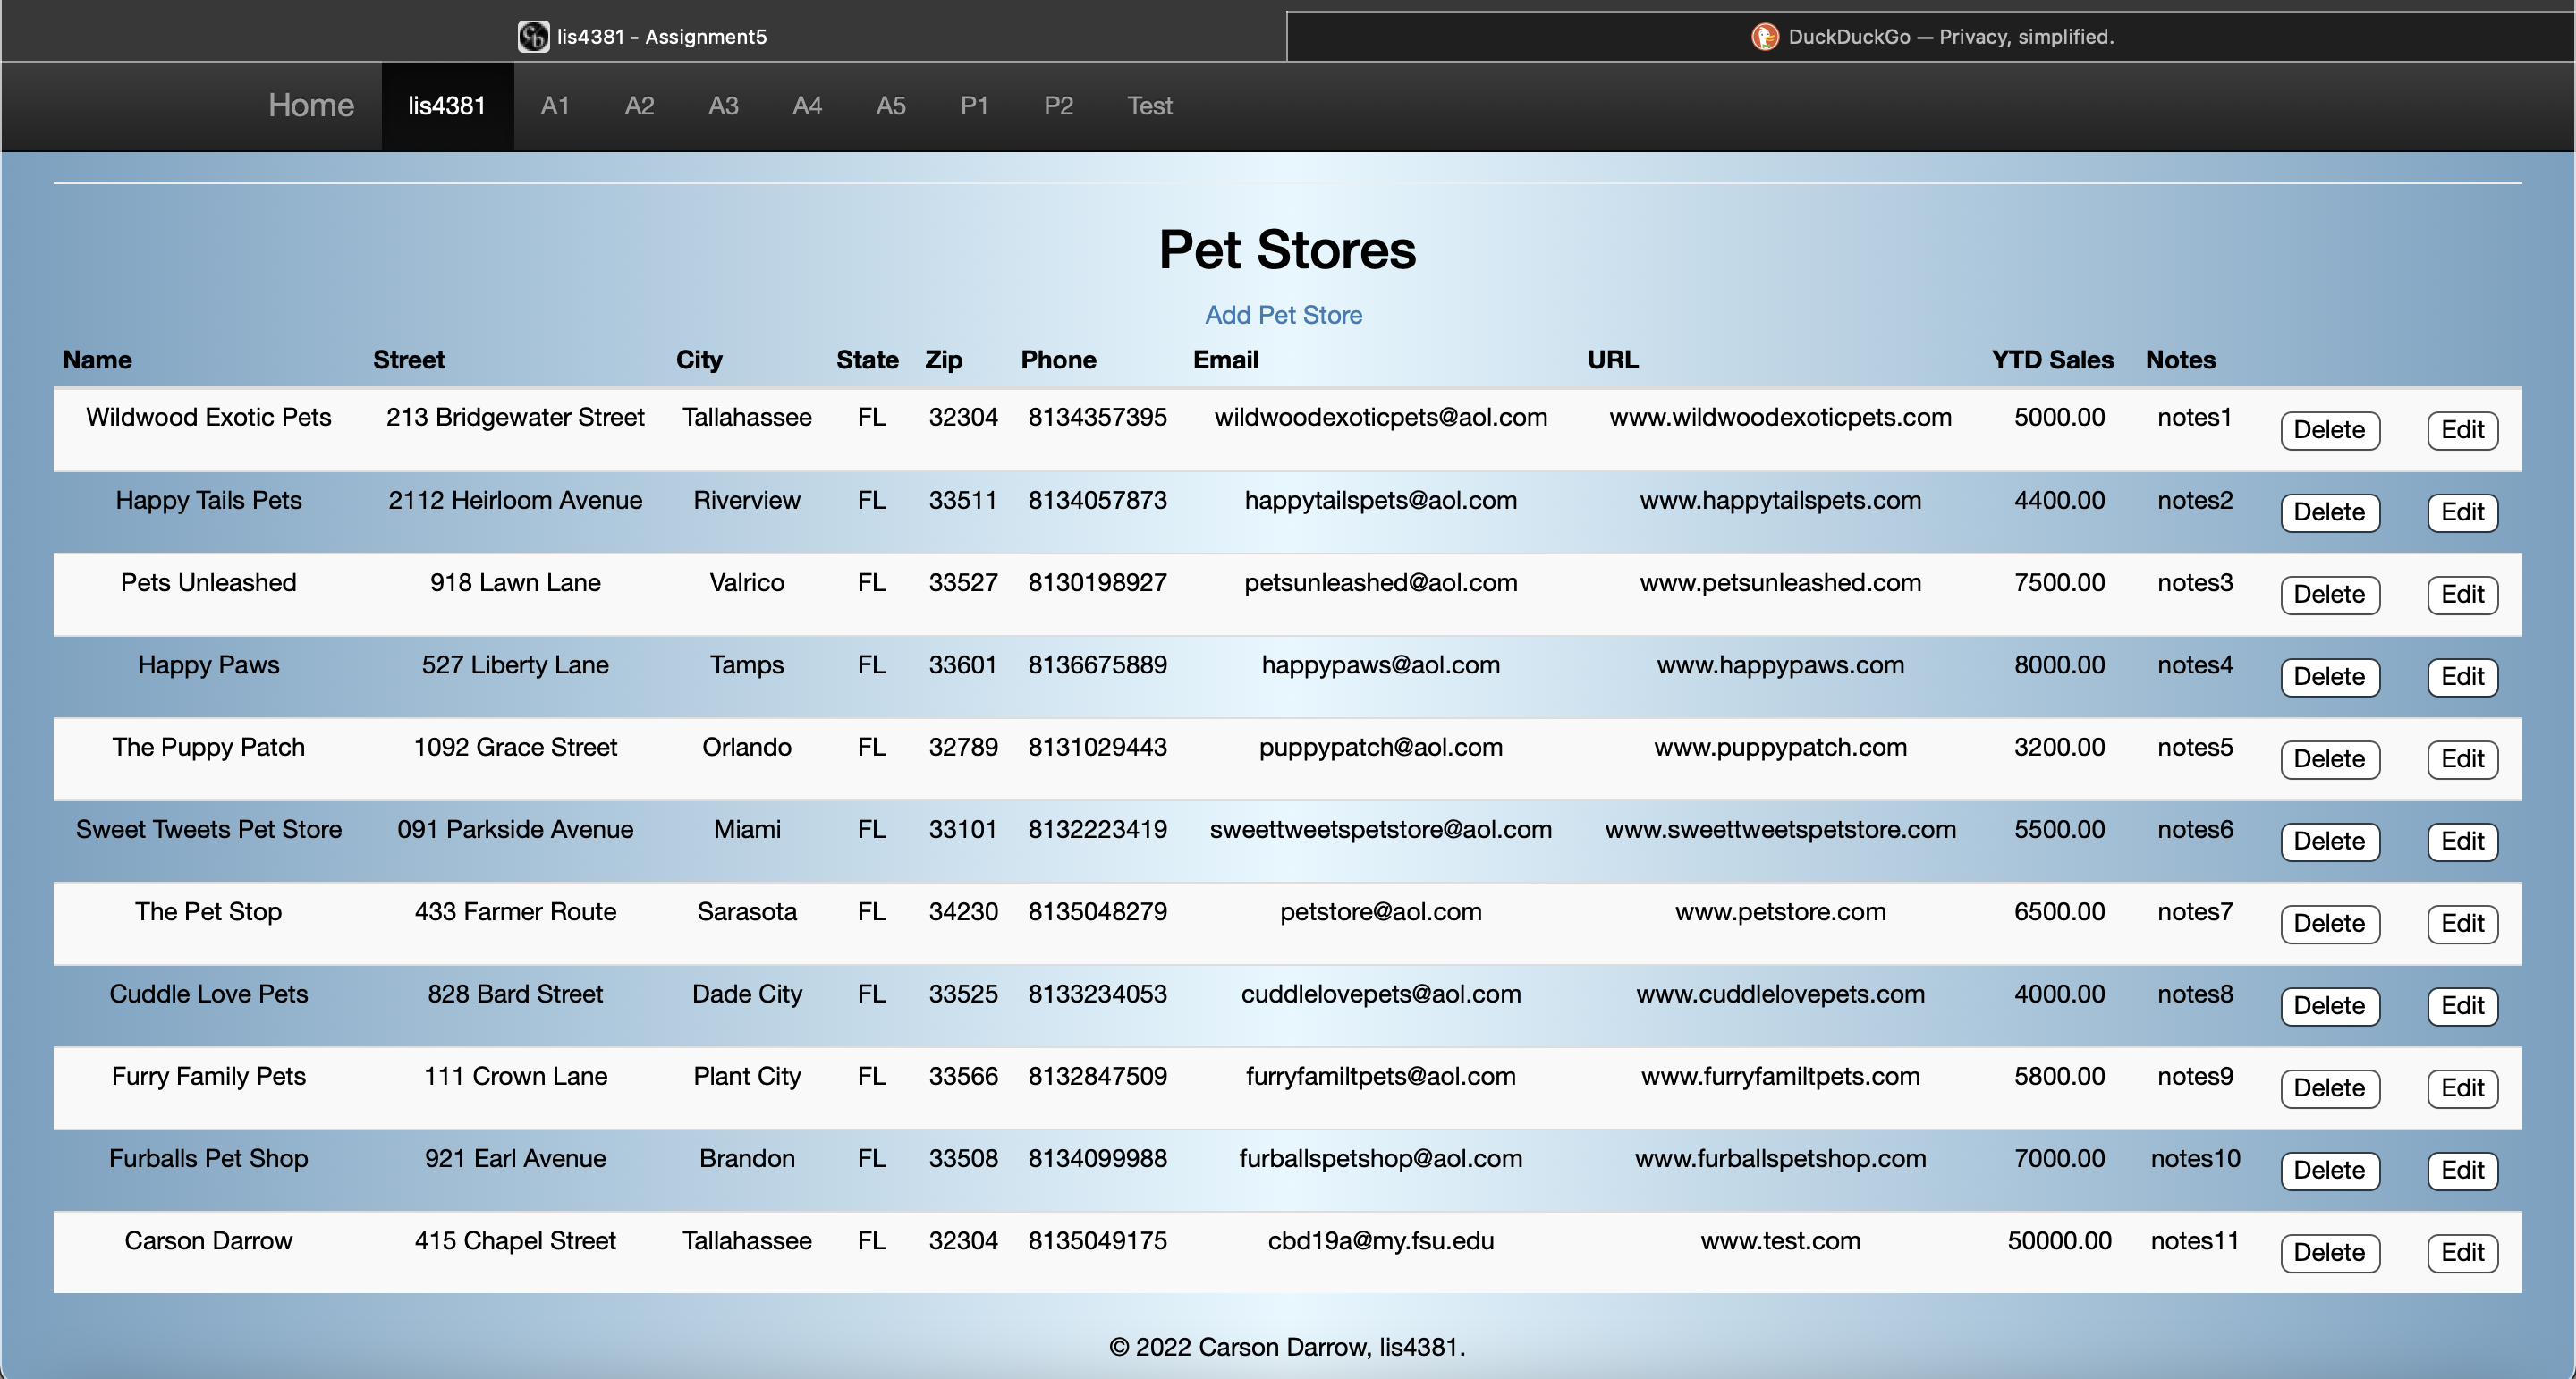 lis4381 - Assignment5 DuckDuckGo — Privacy, simplified.
Home lis4381 A1 A2 A3 A4 A5 P1 P2 Test
Pet Stores
Add Pet Store
Name Street City State Zip Phone Email URL YTD Sales Notes
Wildwood Exotic Pets 213 Bridgewater Street Tallahassee FL 32304 8134357395 wildwoodexoticpets@aol.com www.wildwoodexoticpets.com 5000.00 notes1 Delete Edit
Happy Tails Pets 2112 Heirloom Avenue Riverview FL 33511 8134057873 happytailspets@aol.com www.happytailspets.com 4400.00 notes2 Delete Edit
Pets Unleashed 918 Lawn Lane Valrico FL 33527 8130198927 petsunleashed@aol.com www.petsunleashed.com 7500.00 notes3 Delete Edit
Happy Paws 527 Liberty Lane Tamps FL 33601 8136675889 happypaws@aol.com www.happypaws.com 8000.00 notes4 Delete Edit
The Puppy Patch 1092 Grace Street Orlando FL 32789 8131029443 puppypatch@aol.com www.puppypatch.com 3200.00 notes5 Delete Edit
Sweet Tweets Pet Store 091 Parkside Avenue Miami FL 33101 8132223419 sweettweetspetstore@aol.com www.sweettweetspetstore.com 5500.00 notes6 Delete Edit
The Pet Stop 433 Farmer Route Sarasota FL 34230 8135048279 petstore@aol.com www.petstore.com 6500.00 notes7 Delete Edit
Cuddle Love Pets 828 Bard Street Dade City FL 33525 8133234053 cuddlelovepets@aol.com www.cuddlelovepets.com 4000.00 notes8 Delete Edit
Furry Family Pets 111 Crown Lane Plant City FL 33566 8132847509 furryfamiltpets@aol.com www.furryfamiltpets.com 5800.00 notes9 Delete Edit
Furballs Pet Shop 921 Earl Avenue Brandon FL 33508 8134099988 furballspetshop@aol.com www.furballspetshop.com 7000.00 notes10 Delete Edit
Carson Darrow 415 Chapel Street Tallahassee FL 32304 8135049175 cbd19a@my.fsu.edu www.test.com 50000.00 notes11 Delete Edit
© 2022 Carson Darrow, lis4381.